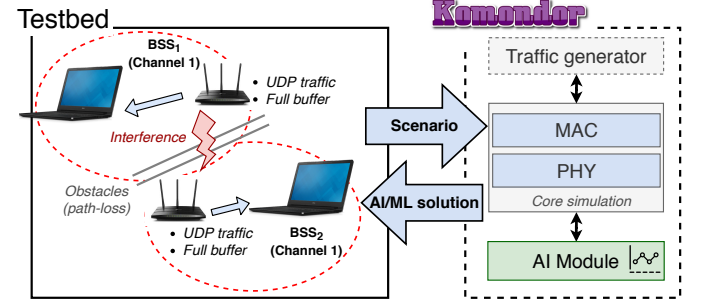 Testbed
BSS1
(Channel 1)
• UDP traffic
• Full buffer
Interference
Obstacles
(path-loss)
• UDP traffic
• Full buffer
BSS2
(Channel 1)
Scenario
AI/ML solution
Komondor
Traffic generator
MAC
PHY
Core simulation
AI Module